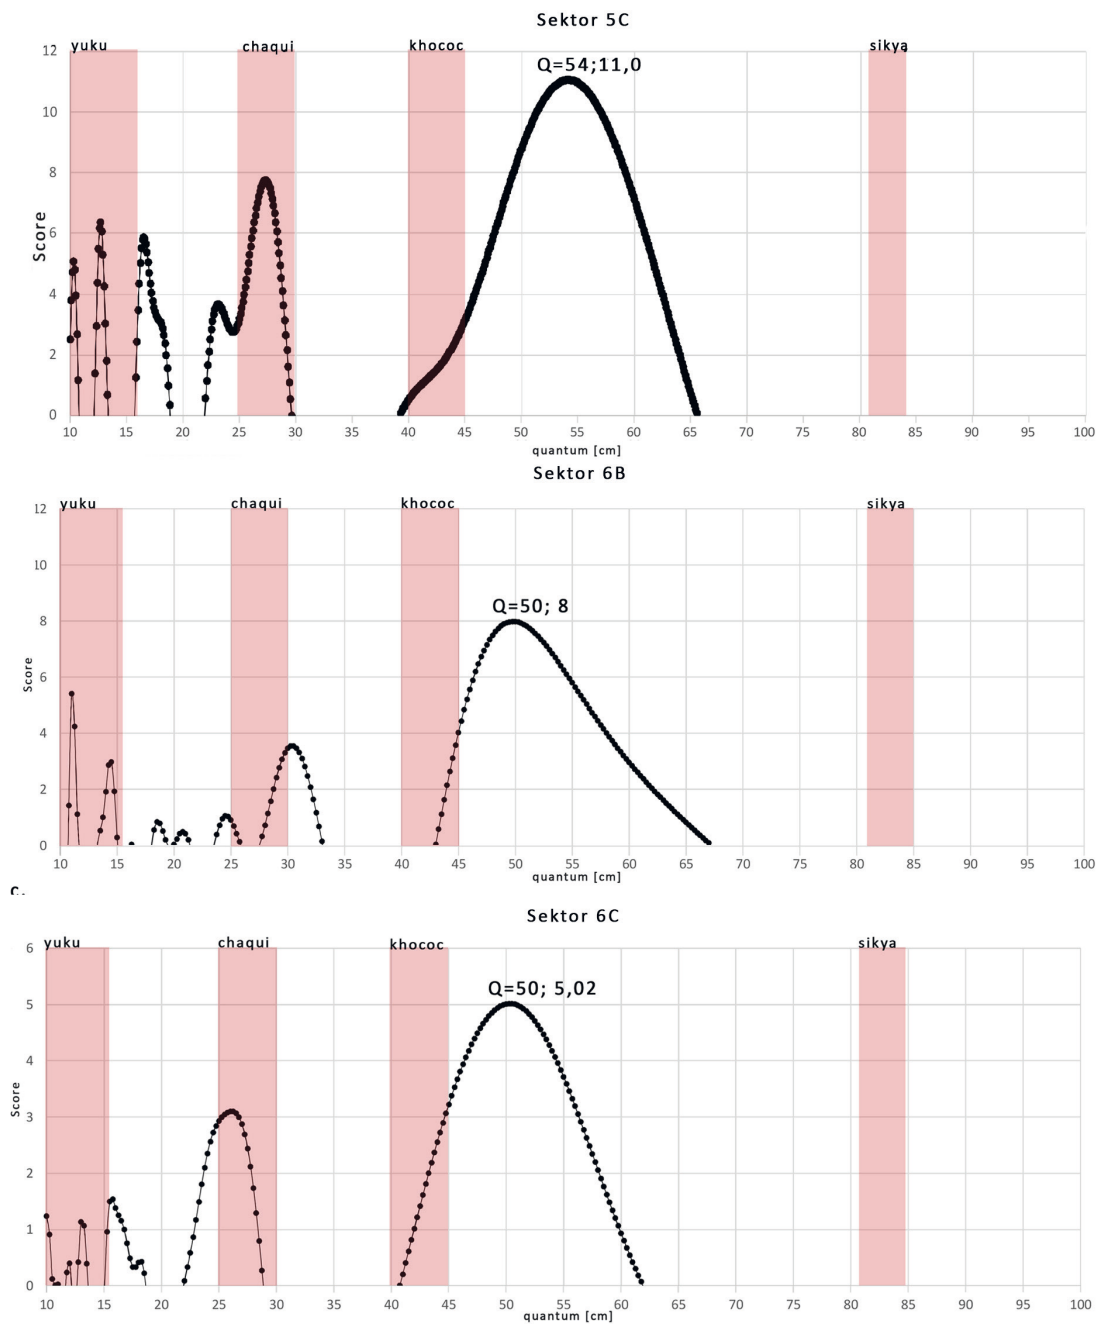 Sektor 5C
yuku chaqui khococ sikya
Q=54;11,0
12
10
8
6
4
2
0
Score
10 15 20 25 30 35 40 45 50 55 60 65 70 75 80 85 90 95 100
quantum [cm]
Sektor 6B
yuku chaqui khococ sikya
Q=50; 8
12
10
8
6
4
2
0
Score
10 15 20 25 30 35 40 45 50 55 60 65 70 75 80 85 90 95 100
quantum [cm]
c.
Sektor 6C
yuku chaqui khococ sikya
Q=50; 5,02
6
5
4
3
2
1
0
Score
10 15 20 25 30 35 40 45 50 55 60 65 70 75 80 85 90 95 100
quantum [cm]